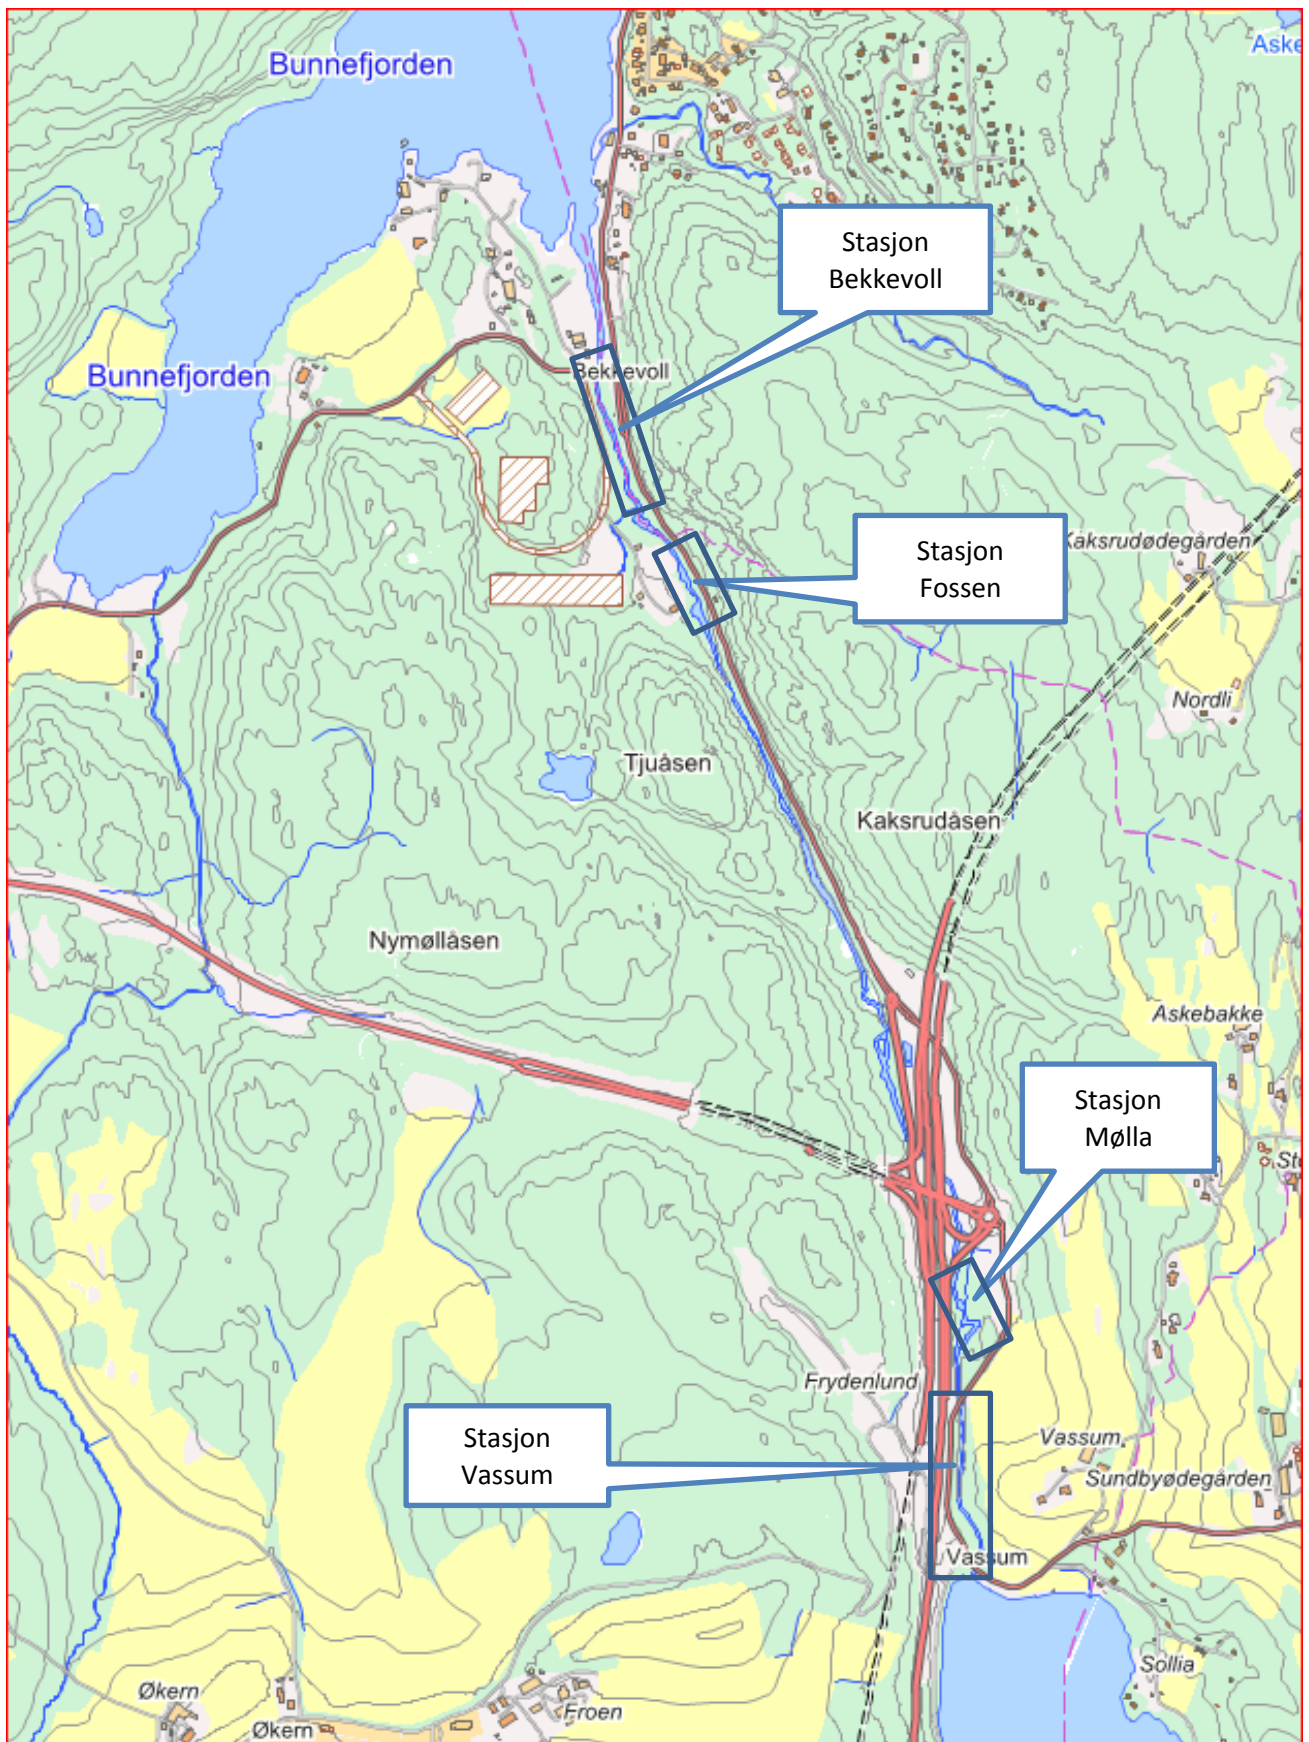 Bunnefjorden
Aske
Stasjon
Bekkevoll
Bunnefjorden
Bekkevoll
Stasjon
Fossen
Kaksrudødegården
Nordli
Tjuåsen
Kaksrudåsen
Nymøllåsen
Askebakke
Stasjon
Mølla
Frydenlund
Stasjon
Vassum
Vassum
Sundbyødegården
Vassum
Sollia
Økern
Froen
Økern